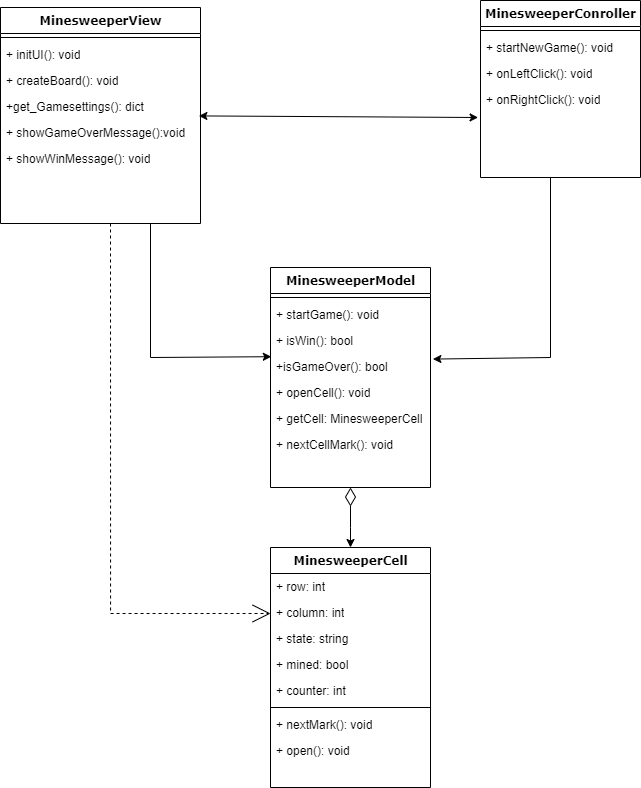 MinesweeperView
+ initUI(): void
+ createBoard(): void
+get_Gamesettings(): dict
+ showGameOverMessage():void
+ showWinMessage(): void
MinesweeperConroller
+ startNewGame(): void
+ onLeftClick(): void
+ onRightClick(): void
MinesweeperModel
+ startGame(): void
+ isWin(): bool
+isGameOver(): bool
+ openCell(): void
+ getCell: MinesweeperCell
+ nextCellMark(): void
MinesweeperCell
+ row: int
+ column: int
+ state: string
+ mined: bool
+ counter: int
+ nextMark(): void
+ open(): void